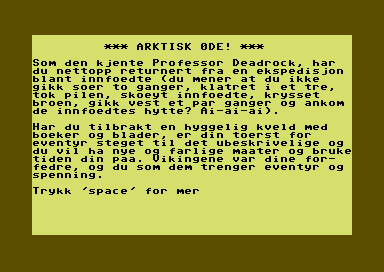 *** ARKTISK ØDE! ***
Som den kjente Professor Deadrock, har
du nettopp returnert fra en ekspedisjon
blant innfoedte (du mener at du ikke
gikk soer to ganger, klatret i et tre,
tok pilen, skoeyt innfoedte, krysset
broen, gikk vest et par ganger og ankom
de innfoedtes hytte? Ai-ai-ai).
Har du tilbrakt en hyggelig kveld med
boeker og blader, er din toerst for
eventyr steget til det ubeskrivelige og
du vil ha nye og farlige maater og bruke
tiden din paa. Vikingene var dine for-
fedre, og du som dem trenger eventyr og
spenning.
Trykk 'space' for mer